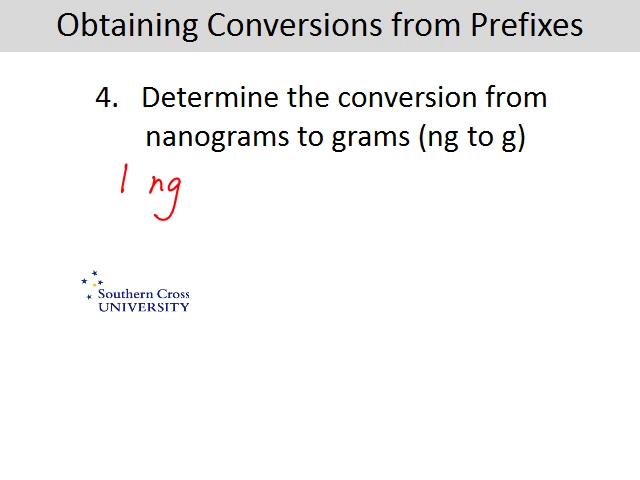 Obtaining Conversions from Prefixes
4. Determine the conversion from
nanograms to grams (ng to g)
1 ng
Southern Cross
UNIVERSITY